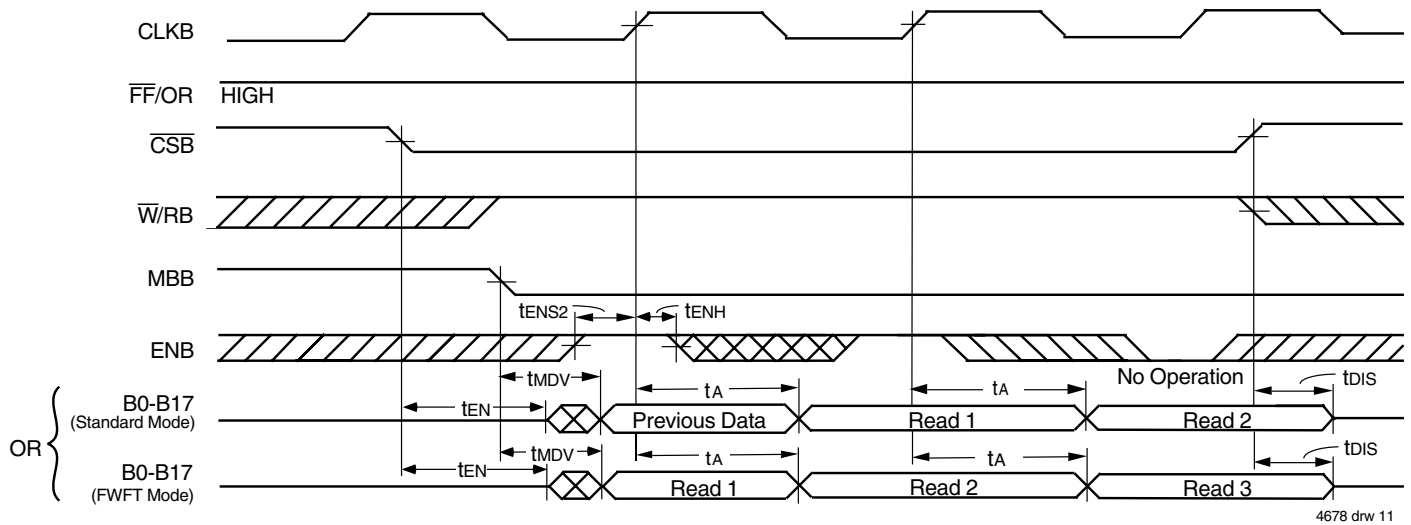 CLKB
FF/OR HIGH
CSB
W/RB
MBB
tENS2 tENH
ENB
No Operation
tMDV tA tA tDIS
B0-B17 tEN Previous Data Read 1 Read 2
(Standard Mode)
OR
tMDV tA tA tDIS
B0-B17 tEN Read 1 Read 2 Read 3
(FWFT Mode)
4678 drw 11